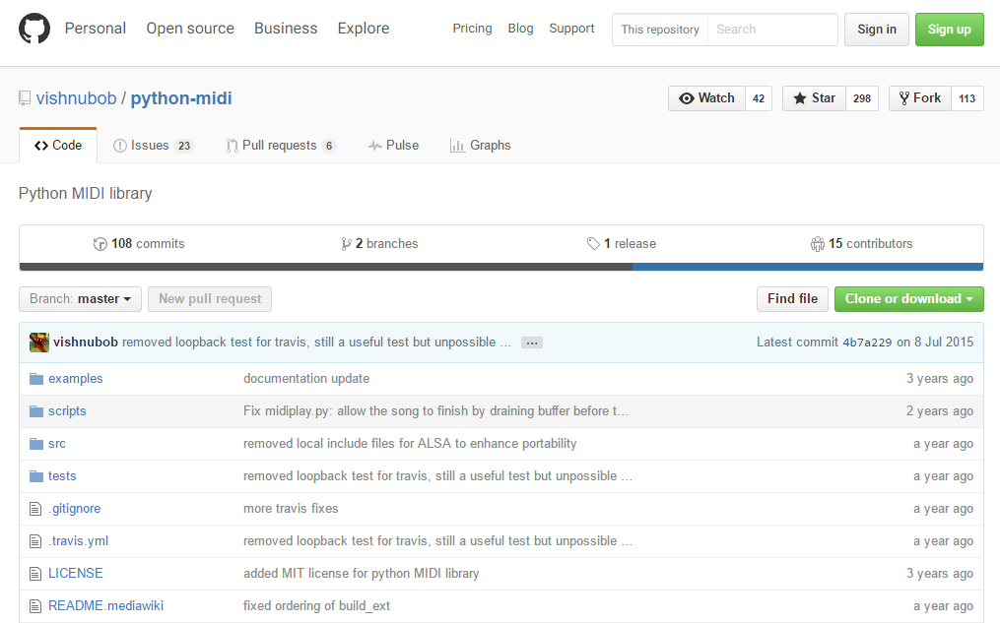 Personal Open source Business Explore Pricing Blog Support This repository Search Sign in Sign up
vishnubob / python-midi Watch 42 Star 298 Fork 113
Code Issues 23 Pull requests 6 Pulse Graphs
Python MIDI library
108 commits 2 branches 1 release 15 contributors
Branch: master New pull request Find file Clone or download
vishnubob removed loopback test for travis, still a useful test but unpossible … … Latest commit 4b7a229 on 8 Jul 2015
examples documentation update 3 years ago
scripts Fix midiplay.py: allow the song to finish by draining buffer before t… 2 years ago
src removed local include files for ALSA to enhance portability a year ago
tests removed loopback test for travis, still a useful test but unpossible … a year ago
.gitignore more travis fixes a year ago
.travis.yml removed loopback test for travis, still a useful test but unpossible … a year ago
LICENSE added MIT license for python MIDI library 3 years ago
README.mediawiki fixed ordering of build_ext a year ago